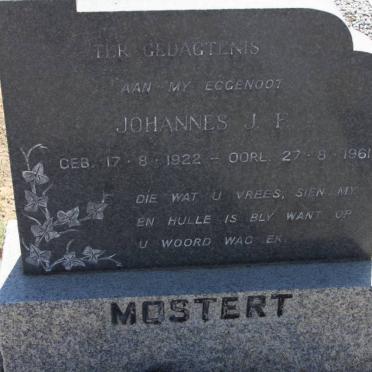 TER GEDAGTENIS
AAN MY EGGENOOT
JOHANNES J. F.
GEB. 17-8-1922 - OORL. 27-8-1961
DIE WAT U VREES, SIEN MY
EN HULLE IS BLY WANT OP
U WOORD WAG EK.
MOSTERT